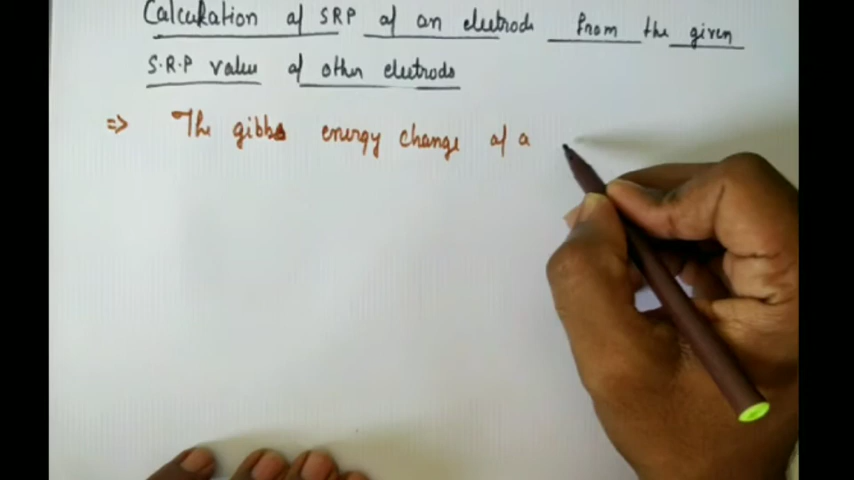 Calculation of SRP of an electrode from the given
S.R.P value of other electrode
⇒ The gibbs energy change of a